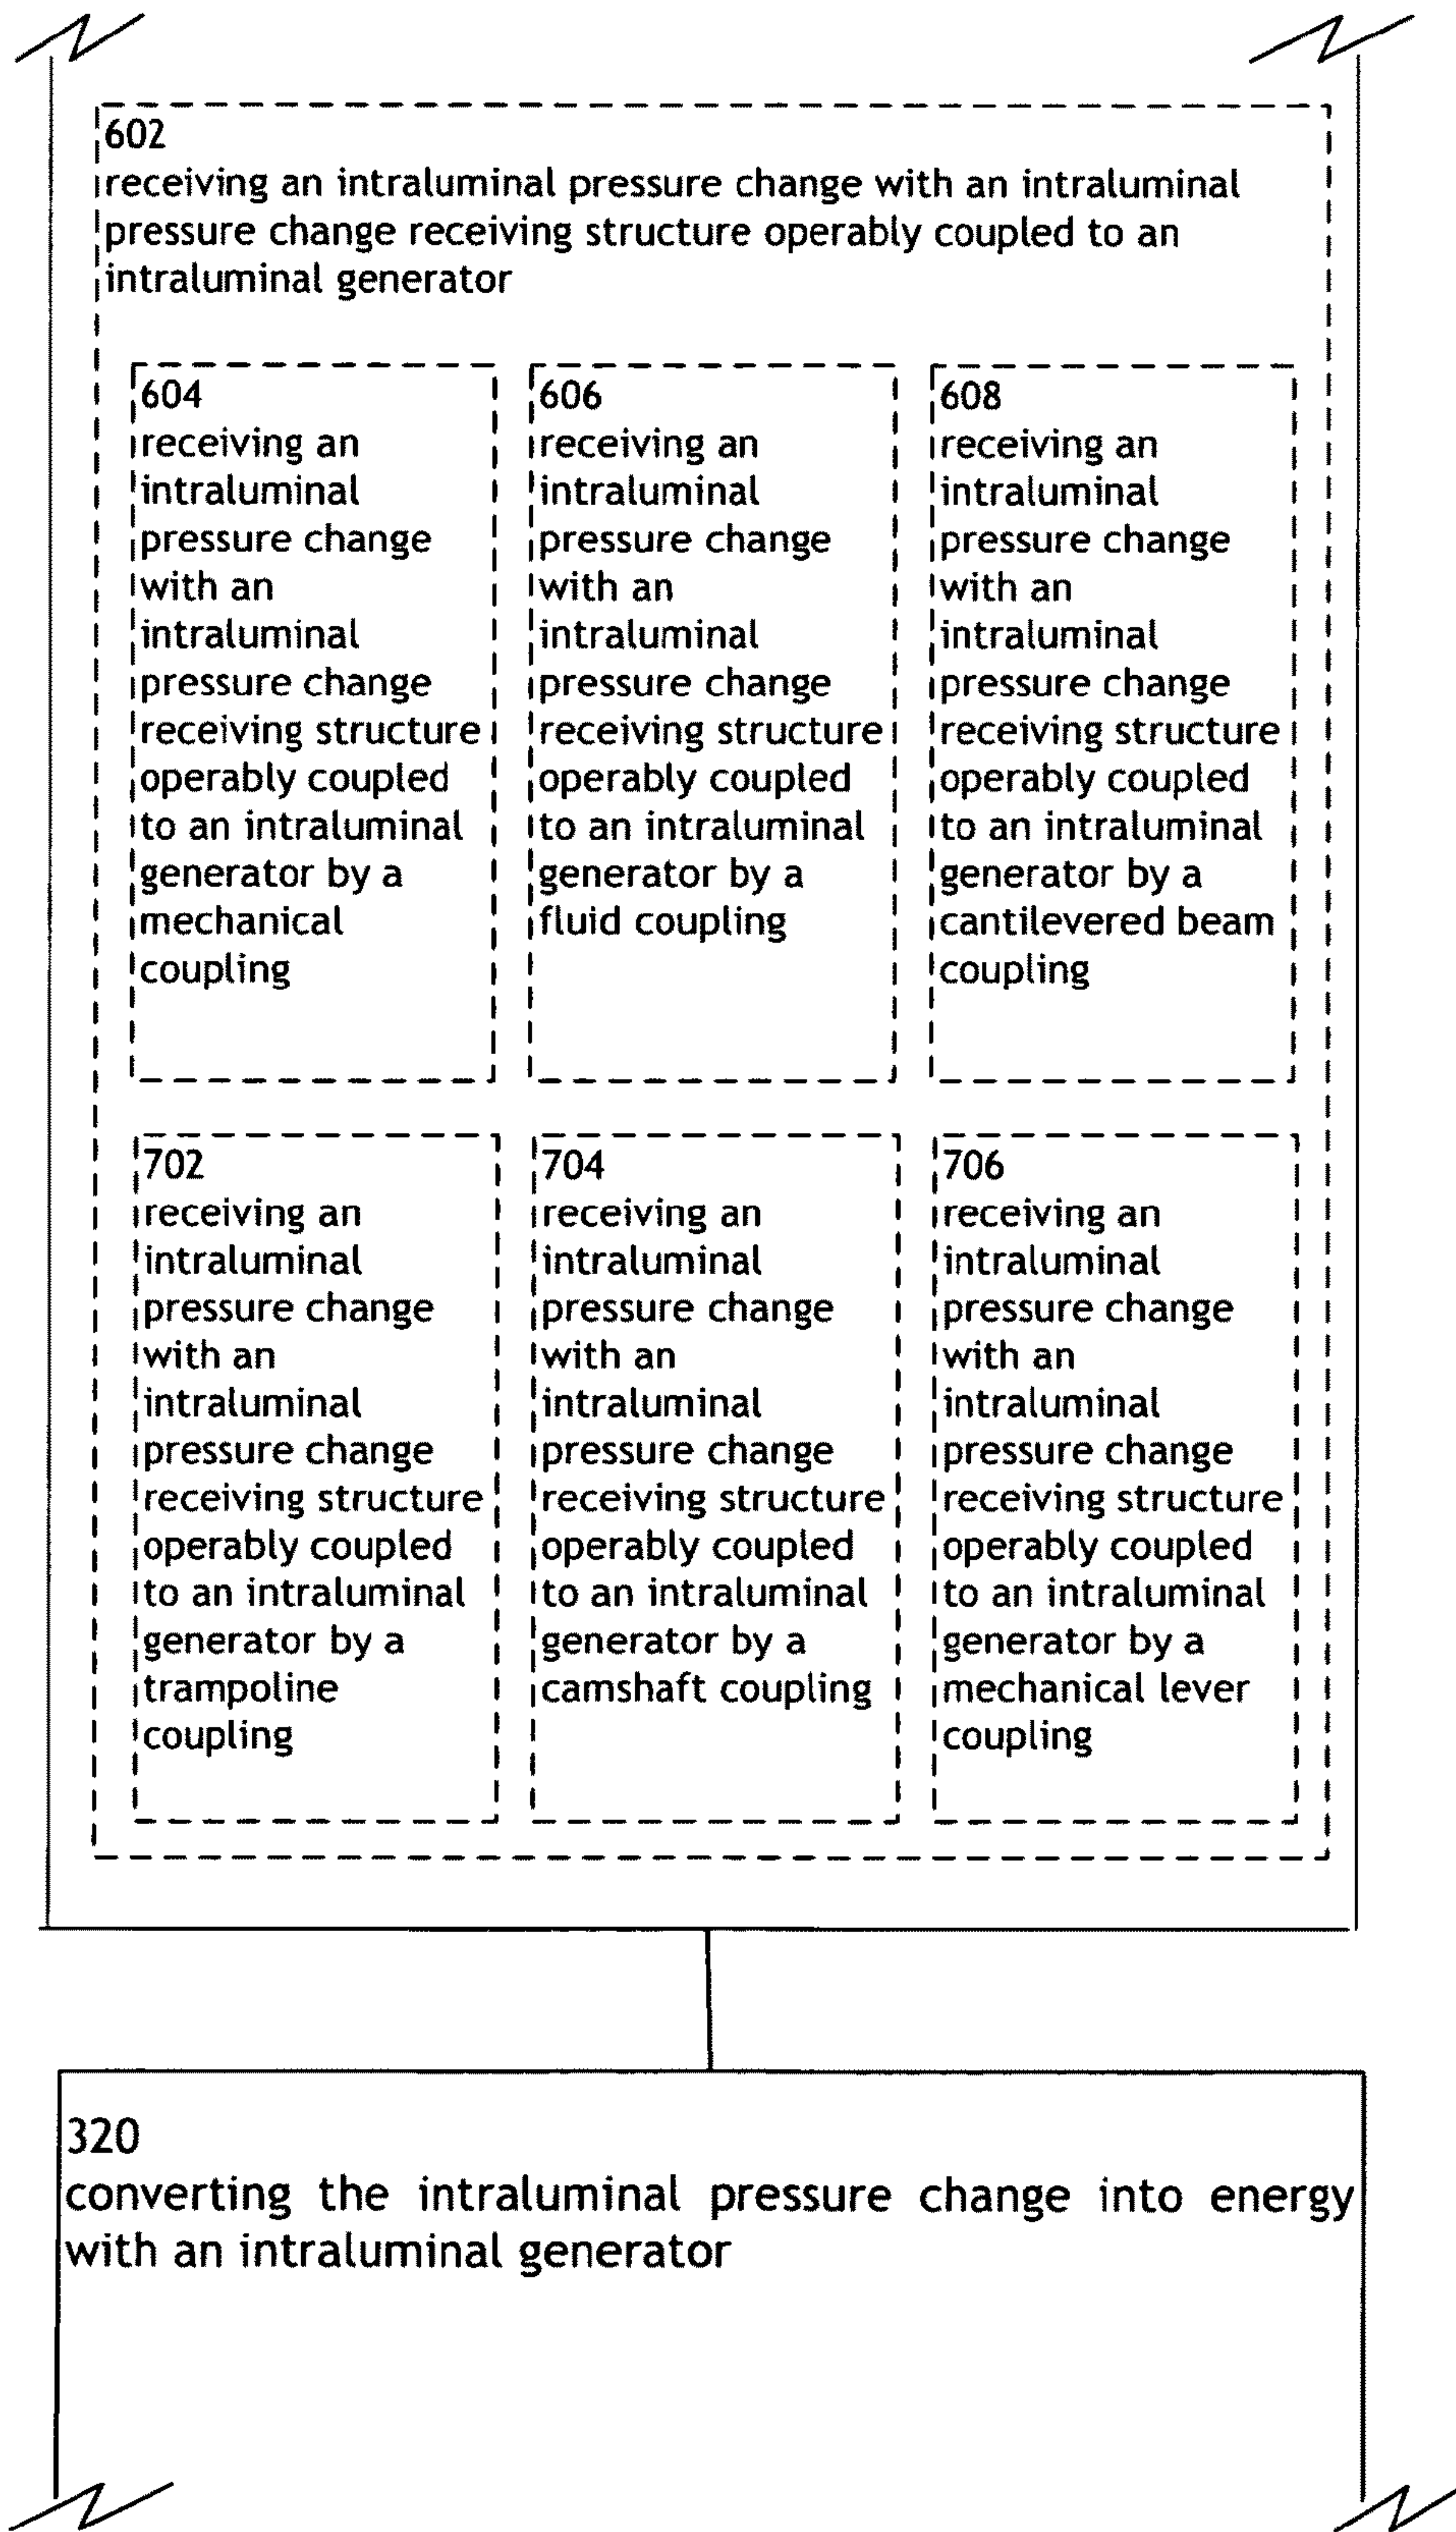 602
receiving an intraluminal pressure change with an intraluminal
pressure change receiving structure operably coupled to an
intraluminal generator
604
receiving an
intraluminal
pressure change
with an
intraluminal
pressure change
receiving structure
operably coupled
to an intraluminal
generator by a
mechanical
coupling
606
receiving an
intraluminal
pressure change
with an
intraluminal
pressure change
receiving structure
operably coupled
to an intraluminal
generator by a
fluid coupling
608
receiving an
intraluminal
pressure change
with an
intraluminal
pressure change
receiving structure
operably coupled
to an intraluminal
generator by a
cantilevered beam
coupling
702
receiving an
intraluminal
pressure change
with an
intraluminal
pressure change
receiving structure
operably coupled
to an intraluminal
generator by a
trampoline
coupling
704
receiving an
intraluminal
pressure change
with an
intraluminal
pressure change
receiving structure
operably coupled
to an intraluminal
generator by a
camshaft coupling
706
receiving an
intraluminal
pressure change
with an
intraluminal
pressure change
receiving structure
operably coupled
to an intraluminal
generator by a
mechanical lever
coupling
320
converting the intraluminal pressure change into energy
with an intraluminal generator